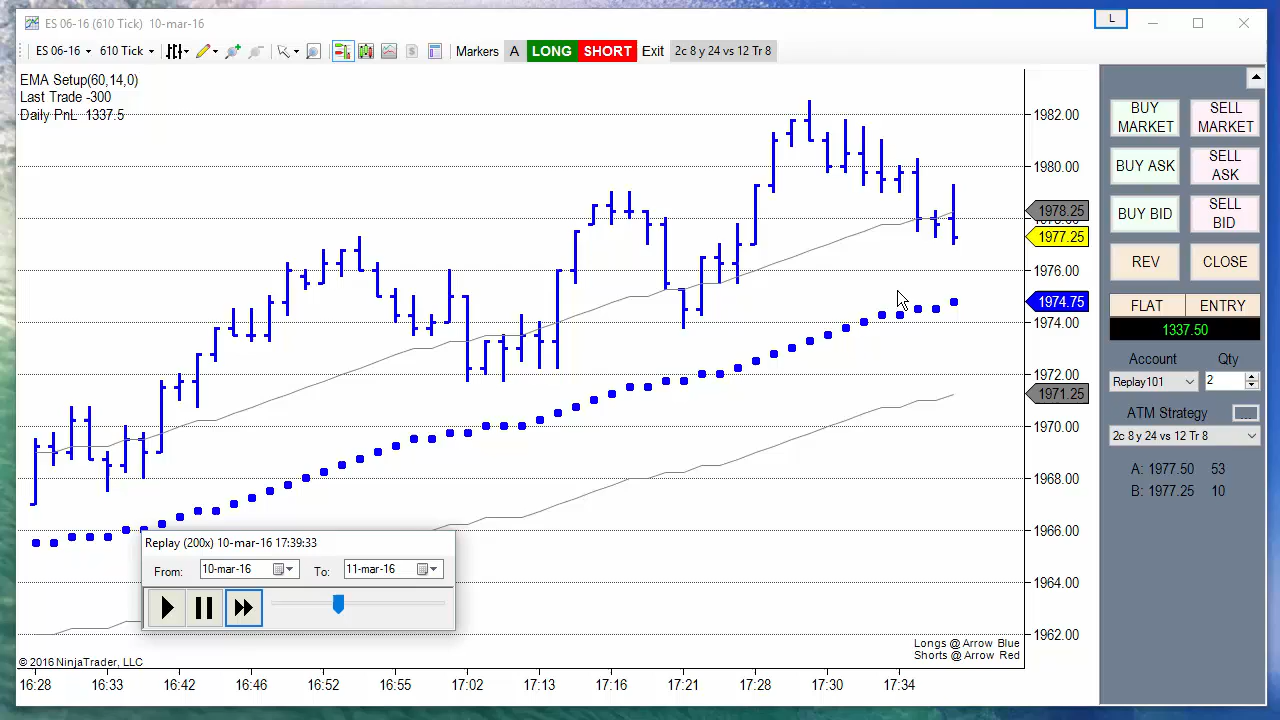 ES 06-16 (610 Tick) 10-mar-16
L
ES 06-16 610 Tick Markers A LONG SHORT Exit 2c 8 y 24 vs 12 Tr 8
EMA Setup(60,14,0)
Last Trade -300
Daily PnL 1337.5
1982.00
1980.00
1978.25
1977.25
1976.00
1974.75
1974.00
1972.00
1971.25
1970.00
1968.00
1966.00
1964.00
1962.00
BUY MARKET
SELL MARKET
BUY ASK
SELL ASK
BUY BID
SELL BID
REV
CLOSE
FLAT
ENTRY
1337.50
Account Qty
Replay101 2
ATM Strategy
2c 8 y 24 vs 12 Tr 8
A: 1977.50 53
B: 1977.25 10
Replay (200x) 10-mar-16 17:39:33
From: 10-mar-16 To: 11-mar-16
Longs @ Arrow Blue
Shorts @ Arrow Red
© 2016 NinjaTrader, LLC
16:28 16:33 16:42 16:46 16:52 16:55 17:02 17:13 17:16 17:21 17:28 17:30 17:34